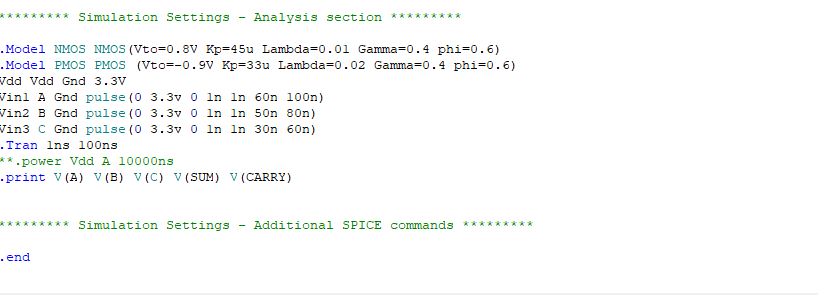 ********* Simulation Settings - Analysis section *********
.Model NMOS NMOS(Vto=0.8V Kp=45u Lambda=0.01 Gamma=0.4 phi=0.6)
.Model PMOS PMOS (Vto=-0.9V Kp=33u Lambda=0.02 Gamma=0.4 phi=0.6)
Vdd Vdd Gnd 3.3V
Vin1 A Gnd pulse(0 3.3v 0 1n 1n 60n 100n)
Vin2 B Gnd pulse(0 3.3v 0 1n 1n 50n 80n)
Vin3 C Gnd pulse(0 3.3v 0 1n 1n 30n 60n)
.Tran 1ns 100ns
**.power Vdd A 10000ns
.print V(A) V(B) V(C) V(SUM) V(CARRY)
********* Simulation Settings - Additional SPICE commands *********
.end